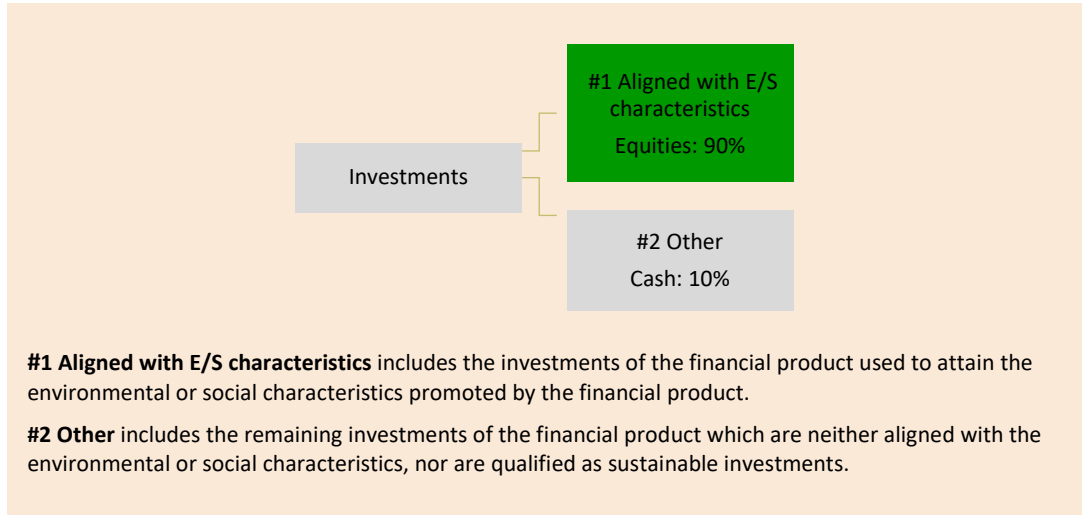 #1 Aligned with E/S
characteristics
Equities: 90%
Investments
#2 Other
Cash: 10%
#1 Aligned with E/S characteristics includes the investments of the financial product used to attain the
environmental or social characteristics promoted by the financial product.
#2 Other includes the remaining investments of the financial product which are neither aligned with the
environmental or social characteristics, nor are qualified as sustainable investments.